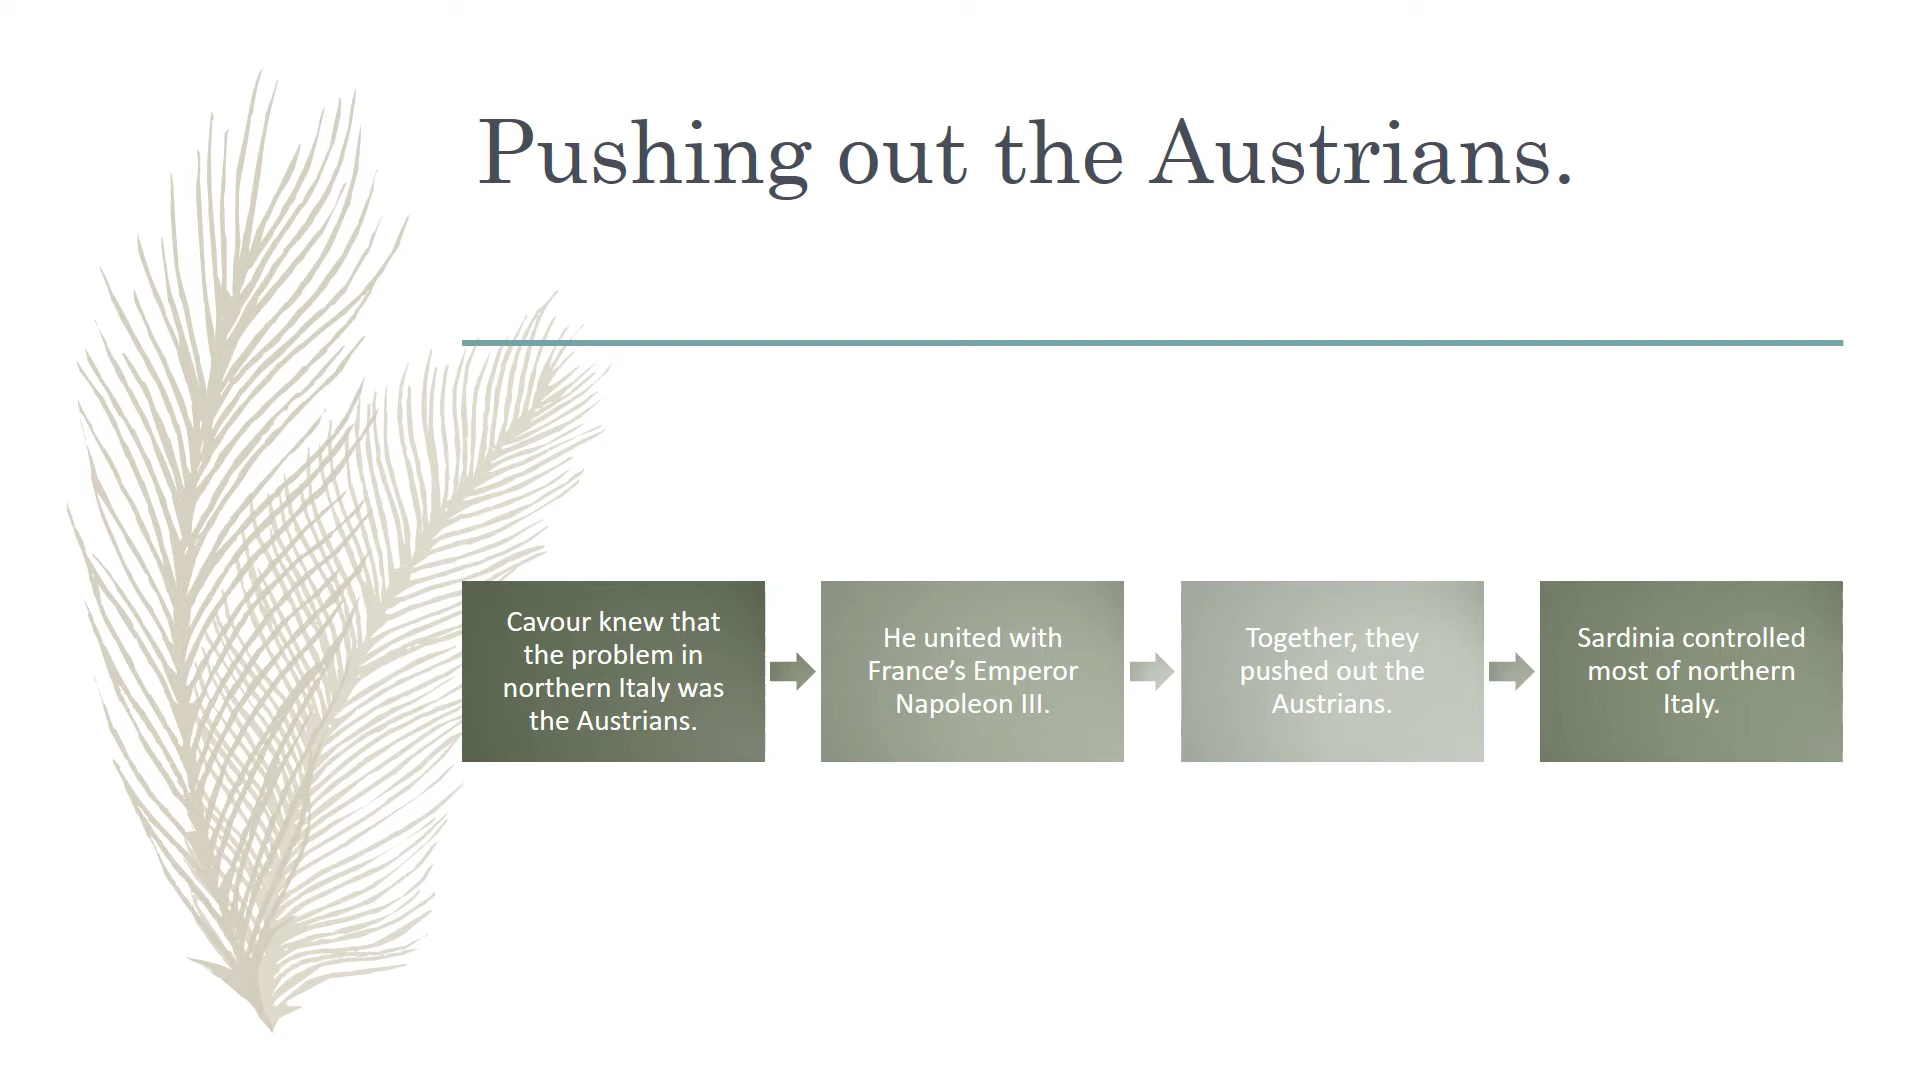 Pushing out the Austrians.
Cavour knew that
the problem in
northern Italy was
the Austrians.
He united with
France’s Emperor
Napoleon III.
Together, they
pushed out the
Austrians.
Sardinia controlled
most of northern
Italy.